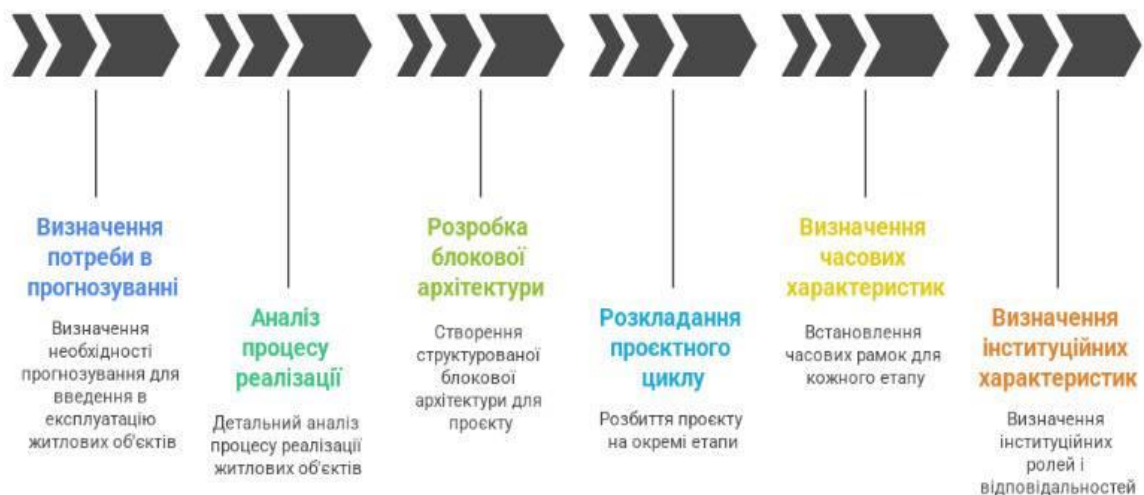 Визначення
потреби в
прогнозуванні
Визначення
необхідності
прогнозування для
введення в
експлуатацію
житлових об'єктів
Аналіз
процесу
реалізації
Детальний аналіз
процесу реалізації
житлових об'єктів
Розробка
блокової
архітектури
Створення
структурованої
блокової
архітектури для
проєкту
Розкладання
проєктного
циклу
Розбиття проєкту
на окремі етапи
Визначення
часових
характеристик
Встановлення
часових рамок для
кожного етапу
Визначення
інституційних
характеристик
Визначення
інституційних
ролей і
відповідальностей